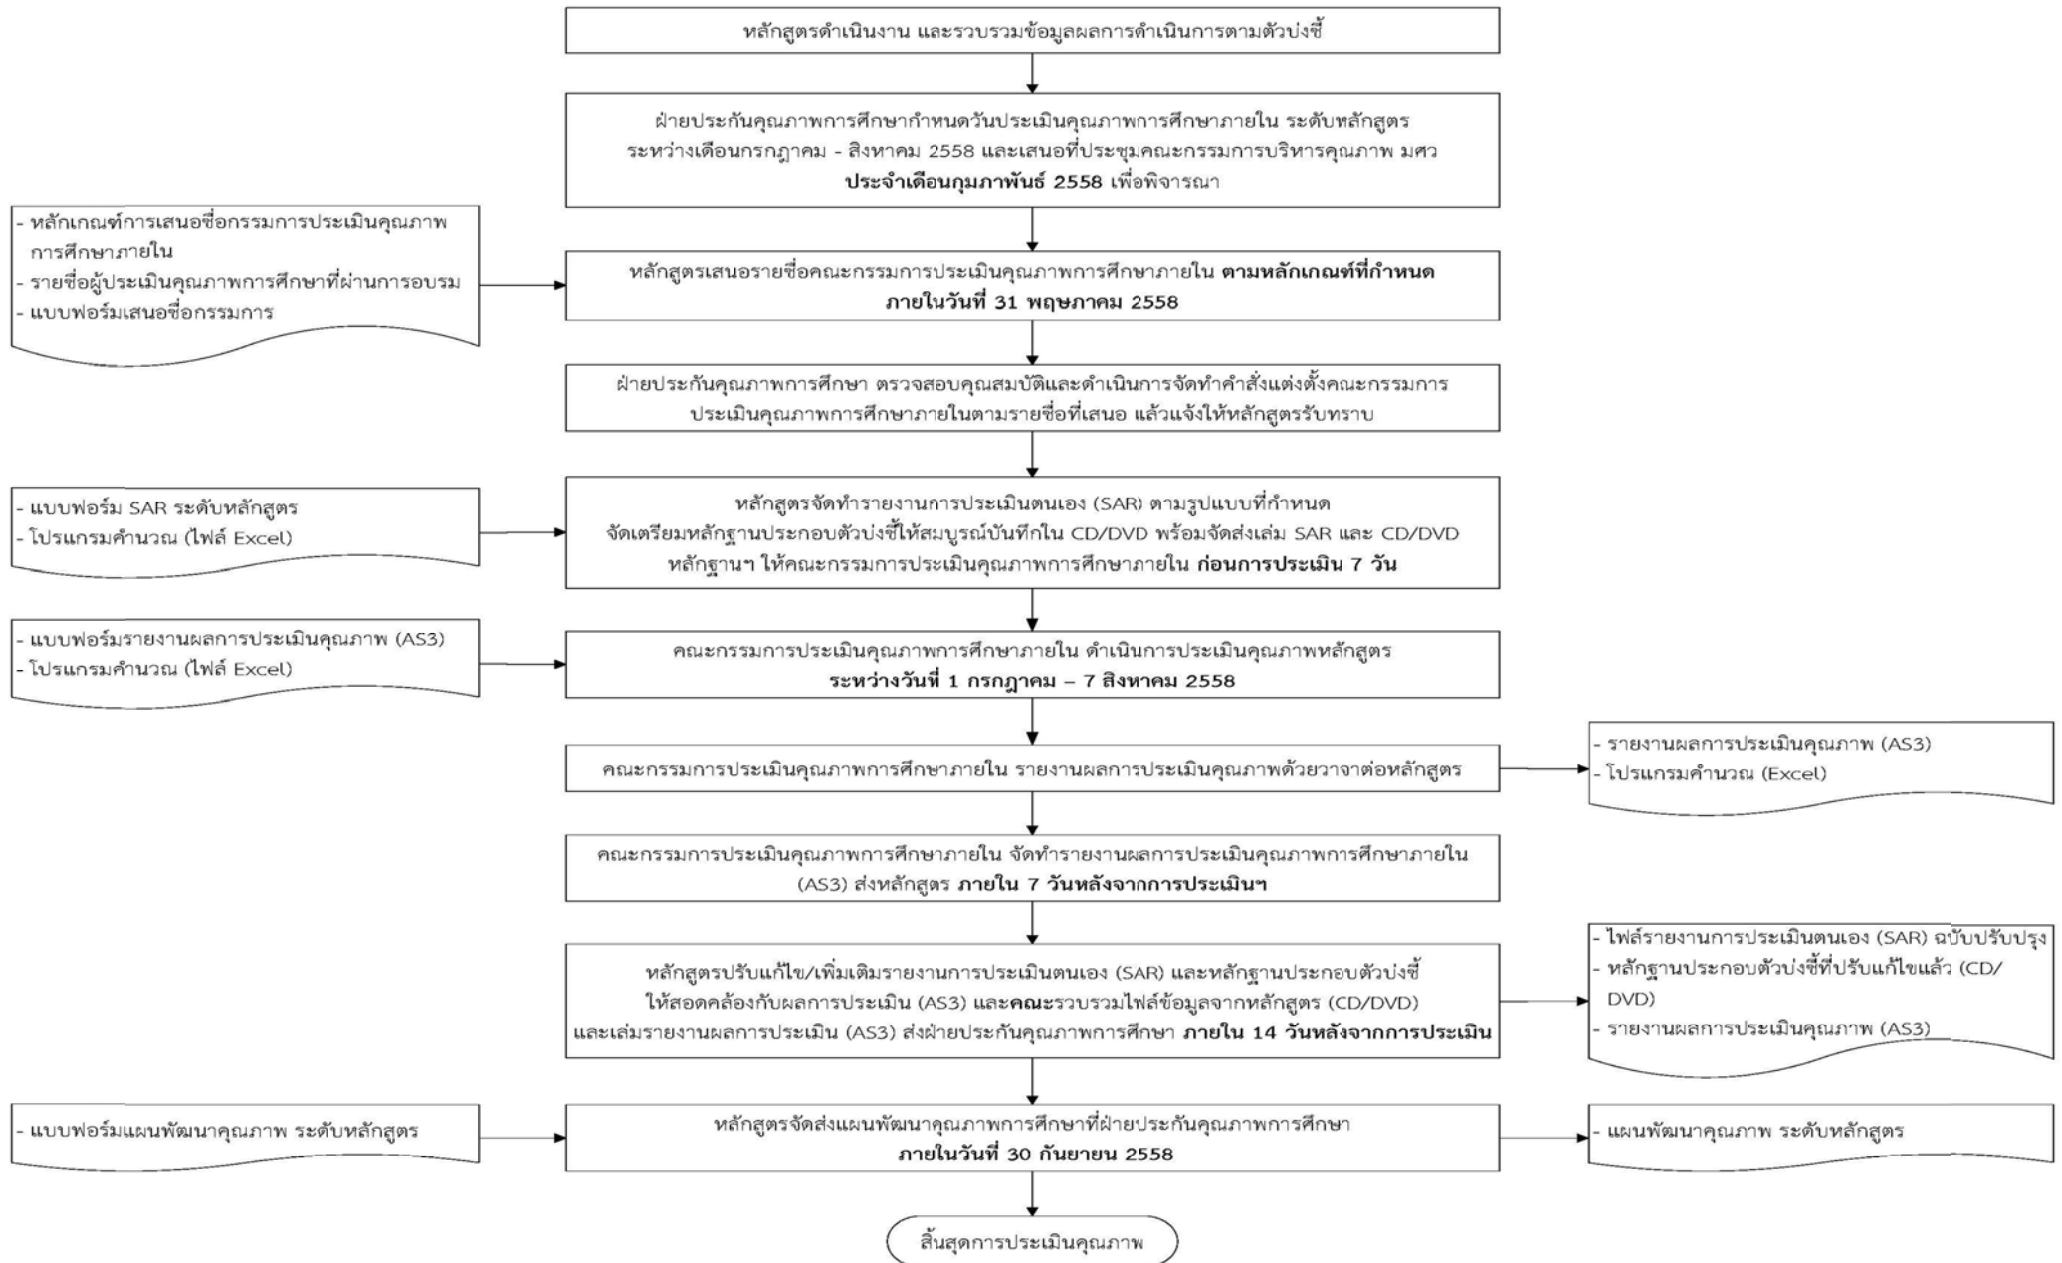 หลักสูตรดำเนินงาน และรวบรวมข้อมูลผลการดำเนินการตามตัวบ่งชี้
ฝ่ายประกันคุณภาพการศึกษากำหนดวันประเมินคุณภาพการศึกษาภายใน ระดับหลักสูตร
ระหว่างเดือนกรกฎาคม - สิงหาคม 2558 และเสนอที่ประชุมคณะกรรมการบริหารคุณภาพ มศว
ประจำเดือนกุมภาพันธ์ 2558 เพื่อพิจารณา
- หลักเกณฑ์การเสนอชื่อกรรมการประเมินคุณภาพ
การศึกษาภายใน
- รายชื่อผู้ประเมินคุณภาพการศึกษาที่ผ่านการอบรม
- แบบฟอร์มเสนอชื่อกรรมการ
หลักสูตรเสนอรายชื่อคณะกรรมการประเมินคุณภาพการศึกษาภายใน ตามหลักเกณฑ์ที่กำหนด
ภายในวันที่ 31 พฤษภาคม 2558
ฝ่ายประกันคุณภาพการศึกษา ตรวจสอบคุณสมบัติและดำเนินการจัดทำคำสั่งแต่งตั้งคณะกรรมการ
ประเมินคุณภาพการศึกษาภายในตามรายชื่อที่เสนอ แล้วแจ้งให้หลักสูตรรับทราบ
- แบบฟอร์ม SAR ระดับหลักสูตร
- โปรแกรมคำนวณ (ไฟล์ Excel)
หลักสูตรจัดทำรายงานการประเมินตนเอง (SAR) ตามรูปแบบที่กำหนด
จัดเตรียมหลักฐานประกอบตัวบ่งชี้ให้สมบูรณ์บันทึกใน CD/DVD พร้อมจัดส่งเล่ม SAR และ CD/DVD
หลักฐานฯ ให้คณะกรรมการประเมินคุณภาพการศึกษาภายใน ก่อนการประเมิน 7 วัน
- แบบฟอร์มรายงานผลการประเมินคุณภาพ (AS3)
- โปรแกรมคำนวณ (ไฟล์ Excel)
คณะกรรมการประเมินคุณภาพการศึกษาภายใน ดำเนินการประเมินคุณภาพหลักสูตร
ระหว่างวันที่ 1 กรกฎาคม – 7 สิงหาคม 2558
คณะกรรมการประเมินคุณภาพการศึกษาภายใน รายงานผลการประเมินคุณภาพด้วยวาจาต่อหลักสูตร
- รายงานผลการประเมินคุณภาพ (AS3)
- โปรแกรมคำนวณ (Excel)
คณะกรรมการประเมินคุณภาพการศึกษาภายใน จัดทำรายงานผลการประเมินคุณภาพการศึกษาภายใน
(AS3) ส่งหลักสูตร ภายใน 7 วันหลังจากการประเมินฯ
หลักสูตรปรับแก้ไข/เพิ่มเติมรายงานการประเมินตนเอง (SAR) และหลักฐานประกอบตัวบ่งชี้
ให้สอดคล้องกับผลการประเมิน (AS3) และคณะรวบรวมไฟล์ข้อมูลจากหลักสูตร (CD/DVD)
และเล่มรายงานผลการประเมิน (AS3) ส่งฝ่ายประกันคุณภาพการศึกษา ภายใน 14 วันหลังจากการประเมิน
- ไฟล์รายงานการประเมินตนเอง (SAR) ฉบับปรับปรุง
- หลักฐานประกอบตัวบ่งชี้ที่ปรับแก้ไขแล้ว (CD/
DVD)
- รายงานผลการประเมินคุณภาพ (AS3)
- แบบฟอร์มแผนพัฒนาคุณภาพ ระดับหลักสูตร
หลักสูตรจัดส่งแผนพัฒนาคุณภาพการศึกษาที่ฝ่ายประกันคุณภาพการศึกษา
ภายในวันที่ 30 กันยายน 2558
- แผนพัฒนาคุณภาพ ระดับหลักสูตร
สิ้นสุดการประเมินคุณภาพ